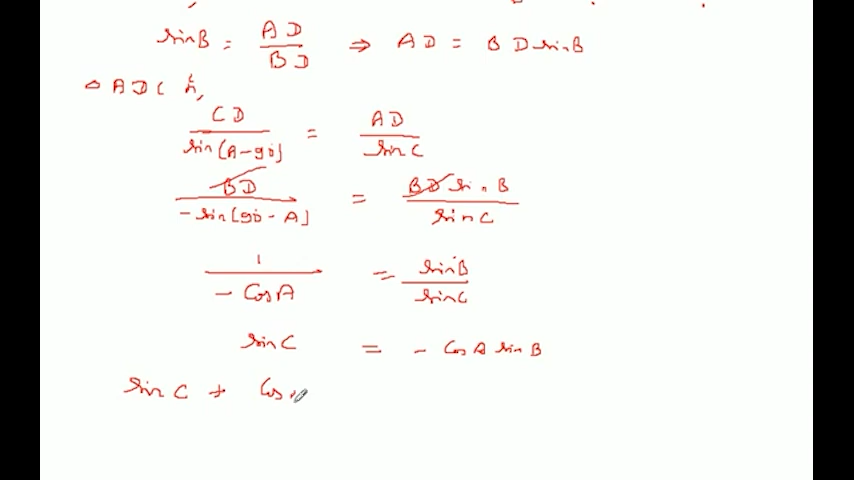 sinB = AD/BD ⇒ AD = BD sinB
△ ADC in,
CD/sin(A-90) = AD/sinC
BD/-sin[90-A] = BD sinB/sinC
1/-CosA = sinB/sinC
sinC = - CosA sinB
sinC + Cos